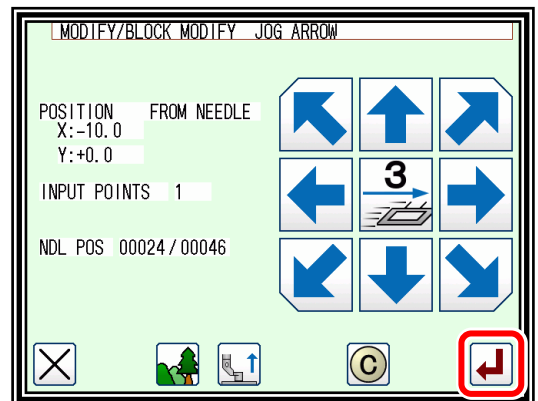 MODIFY/BLOCK MODIFY JOG ARROW
POSITION FROM NEEDLE
X:-10.0
Y:+0.0
3
INPUT POINTS 1
NDL POS 00024/00046
C